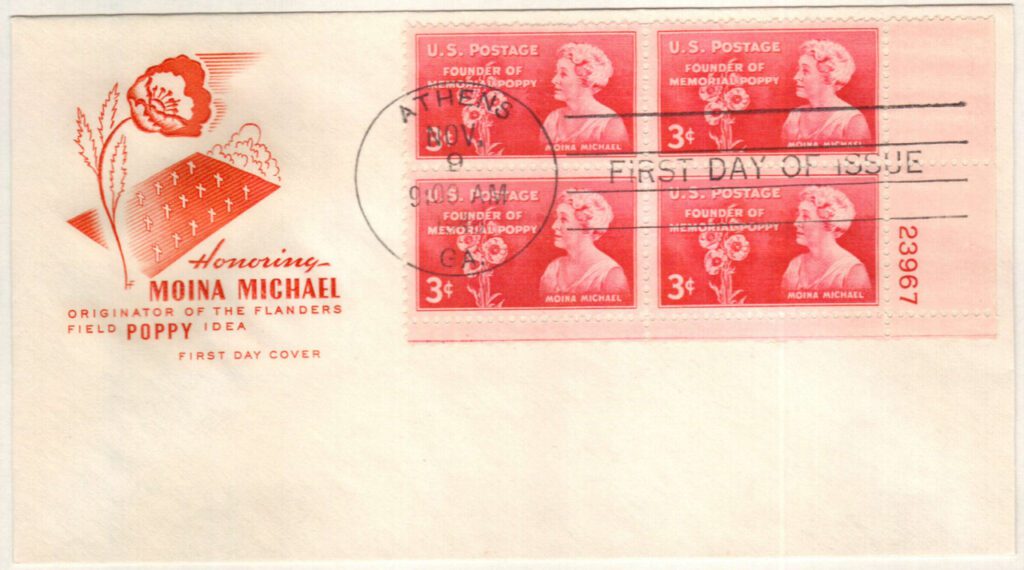 Honoring
MOINA MICHAEL
ORIGINATOR OF THE FLANDERS
FIELD POPPY IDEA
FIRST DAY COVER
U.S. POSTAGE
FOUNDER OF
MEMORIAL POPPY
3¢
MOINA MICHAEL
U.S. POSTAGE
FOUNDER OF
MEMORIAL POPPY
3¢
MOINA MICHAEL
U.S. POSTAGE
FOUNDER OF
MEMORIAL POPPY
3¢
MOINA MICHAEL
U.S. POSTAGE
FOUNDER OF
MEMORIAL POPPY
3¢
MOINA MICHAEL
ATHENS
NOV.
9
AM
GA.
FIRST DAY OF ISSUE
23967